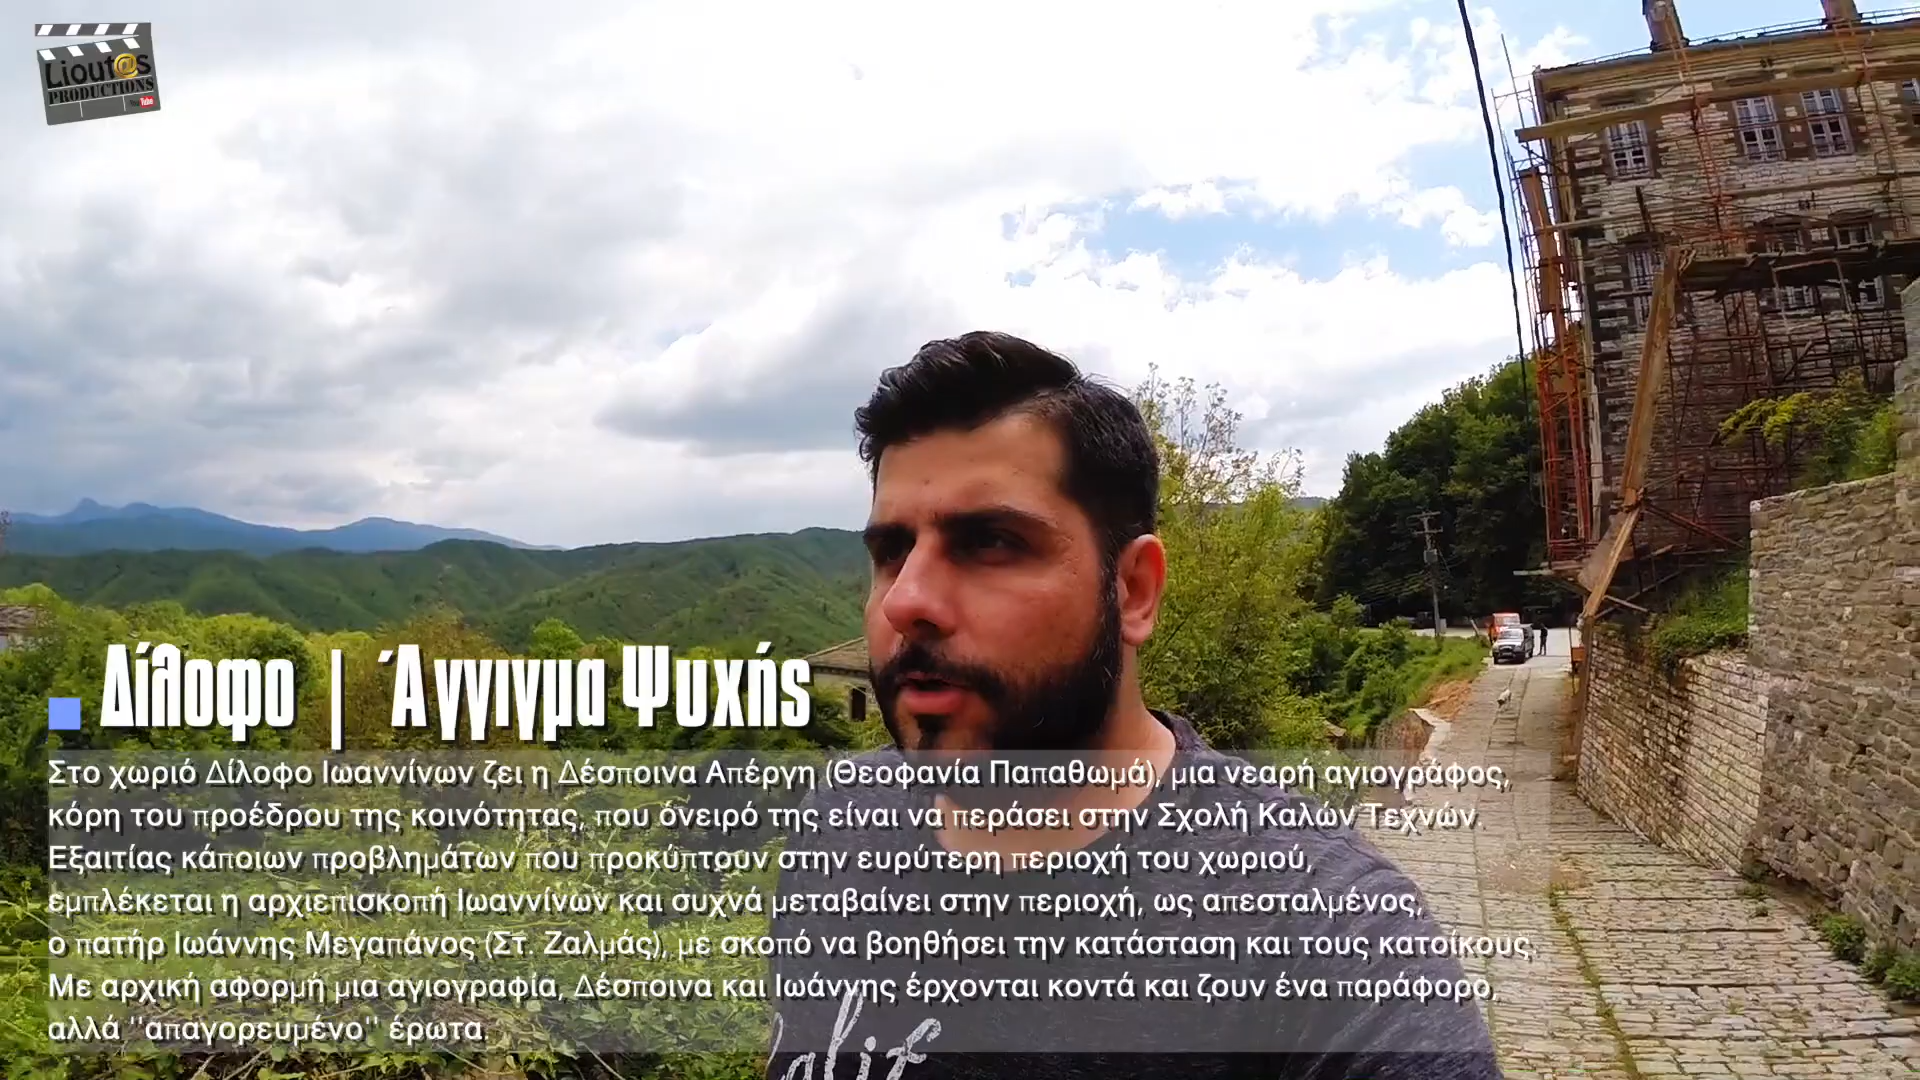 Liout@s
PRODUCTIONS
YouTube
Δίλοφο | Άγγιγμα Ψυχής
Στο χωριό Δίλοφο Ιωαννίνων ζει η Δέσποινα Απέργη (Θεοφανία Παπαθωμά), μια νεαρή αγιογράφος,
κόρη του προέδρου της κοινότητας, που όνειρό της είναι να περάσει στην Σχολή Καλών Τεχνών.
Εξαιτίας κάποιων προβλημάτων που προκύπτουν στην ευρύτερη περιοχή του χωριού,
εμπλέκεται η αρχιεπισκοπή Ιωαννίνων και συχνά μεταβαίνει στην περιοχή, ως απεσταλμένος,
ο πατήρ Ιωάννης Μεγαπάνος (Στ. Ζαλμάς), με σκοπό να βοηθήσει την κατάσταση και τους κατοίκους.
Με αρχική αφορμή μια αγιογραφία, Δέσποινα και Ιωάννης έρχονται κοντά και ζουν ένα παράφορο,
αλλά ''απαγορευμένο'' έρωτα.